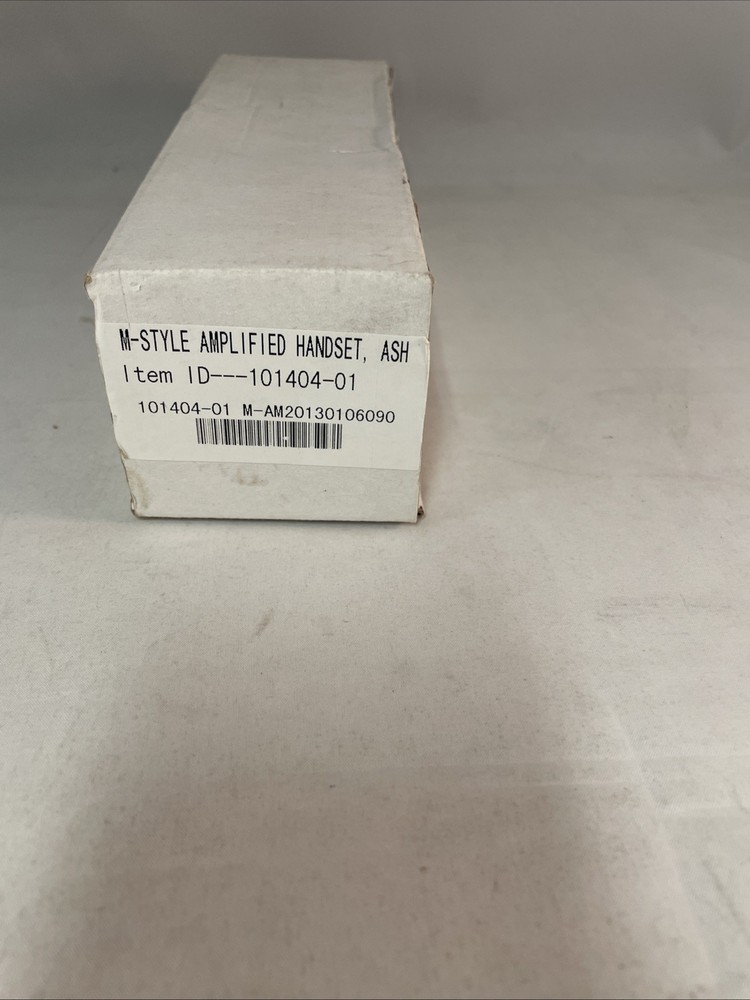 M-STYLE AMPLIFIED HANDSET, ASH
Item ID---101404-01
101404-01 M-AM20130106090